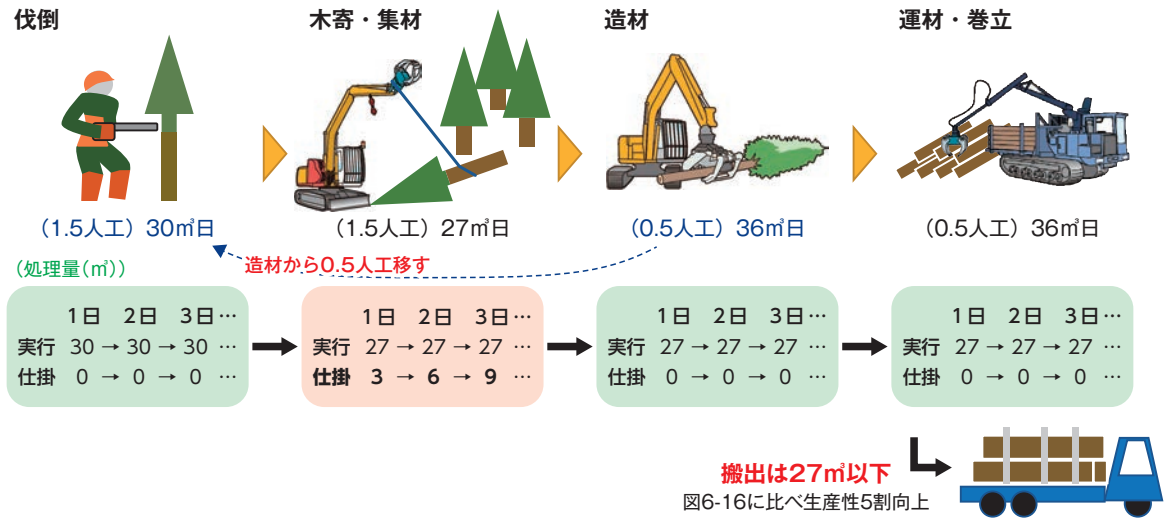 伐倒
木寄・集材
造材
運材・巻立
（1.5人工）30㎥日
（1.5人工）27㎥日
（0.5人工）36㎥日
（0.5人工）36㎥日
造材から0.5人工移す
（処理量（㎥））
1日 2日 3日…
実行 30 → 30 → 30 …
仕掛 0 → 0 → 0 …
1日 2日 3日…
実行 27 → 27 → 27 …
仕掛 3 → 6 → 9 …
1日 2日 3日…
実行 27 → 27 → 27 …
仕掛 0 → 0 → 0 …
1日 2日 3日…
実行 27 → 27 → 27 …
仕掛 0 → 0 → 0 …
搬出は27㎥以下
図6-16に比べ生産性5割向上